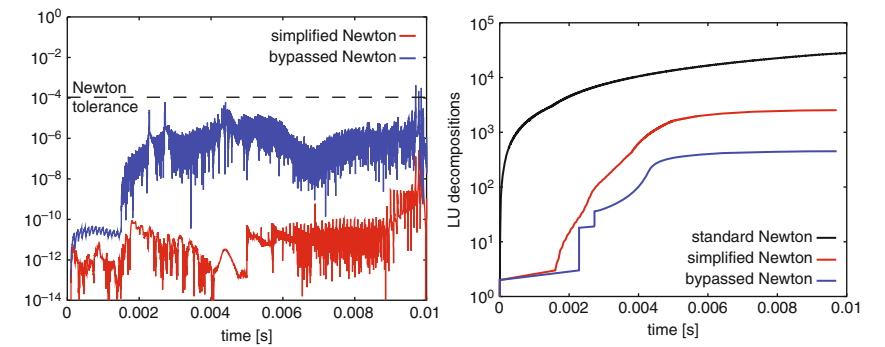 10^0
10^-2
10^-4
10^-6
10^-8
10^-10
10^-12
10^-14
simplified Newton
bypassed Newton
Newton
tolerance
0 0.002 0.004 0.006 0.008 0.01
time [s]
LU decompositions
10^5
10^4
10^3
10^2
10^1
10^0
standard Newton
simplified Newton
bypassed Newton
0 0.002 0.004 0.006 0.008 0.01
time [s]